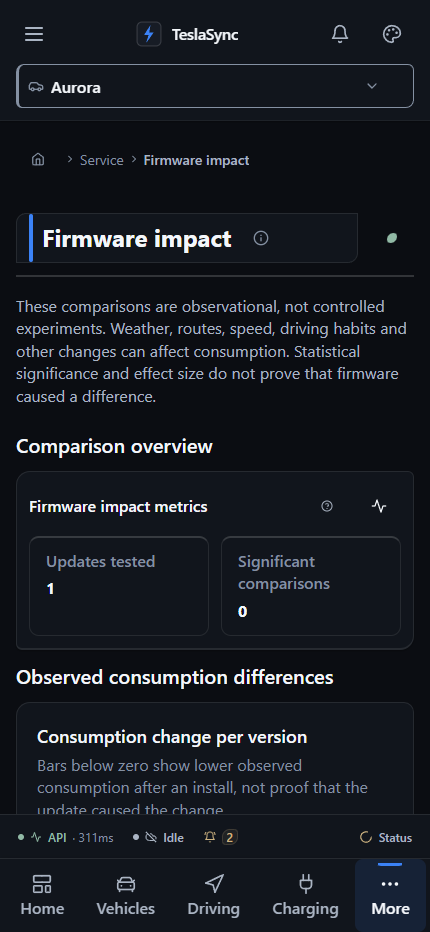 TeslaSync
Aurora
Service
Firmware impact
Firmware impact
These comparisons are observational, not controlled
experiments. Weather, routes, speed, driving habits and
other changes can affect consumption. Statistical
significance and effect size do not prove that firmware
caused a difference.
Comparison overview
Firmware impact metrics
Updates tested
1
Significant
comparisons
0
Observed consumption differences
Consumption change per version
Bars below zero show lower observed
consumption after an install, not proof that the
update caused the change.
API · 311ms
Idle
2
Status
Home
Vehicles
Driving
Charging
More